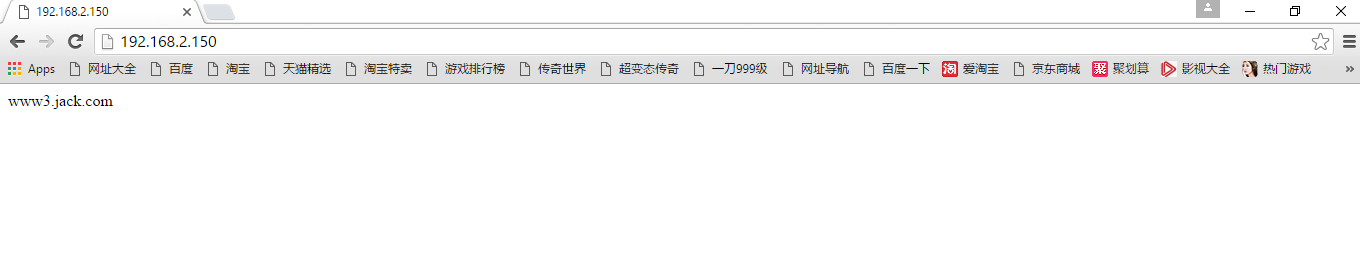 192.168.2.150
192.168.2.150
Apps 网址大全 百度 淘宝 天猫精选 淘宝特卖 游戏排行榜 传奇世界 超变态传奇 一刀999级 网址导航 百度一下 淘 爱淘宝 京东商城 聚 聚划算 影视大全 热门游戏 »
www3.jack.com